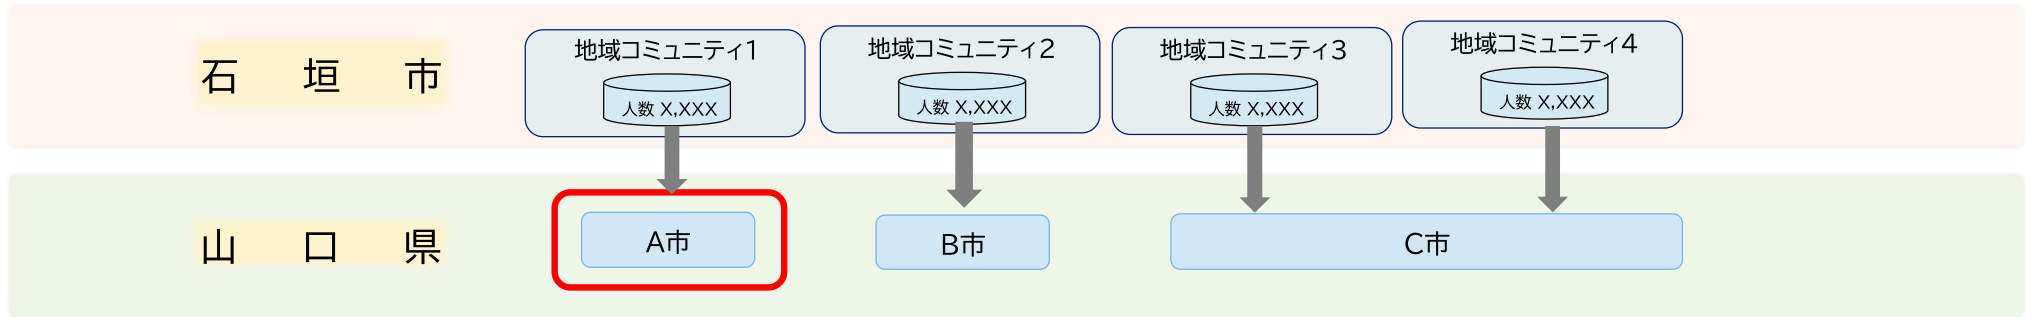 石垣市
地域コミュニティ1
人数 X,XXX
地域コミュニティ2
人数 X,XXX
地域コミュニティ3
人数 X,XXX
地域コミュニティ4
人数 X,XXX
山口県
A市
B市
C市